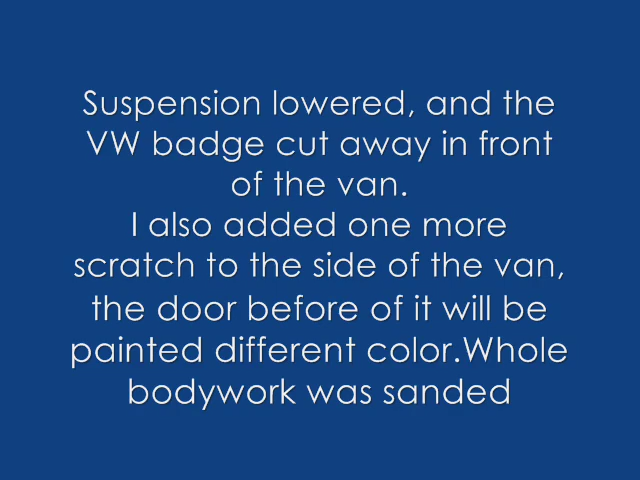 Suspension lowered, and the
VW badge cut away in front
of the van.
I also added one more
scratch to the side of the van,
the door before of it will be
painted different color.Whole
bodywork was sanded